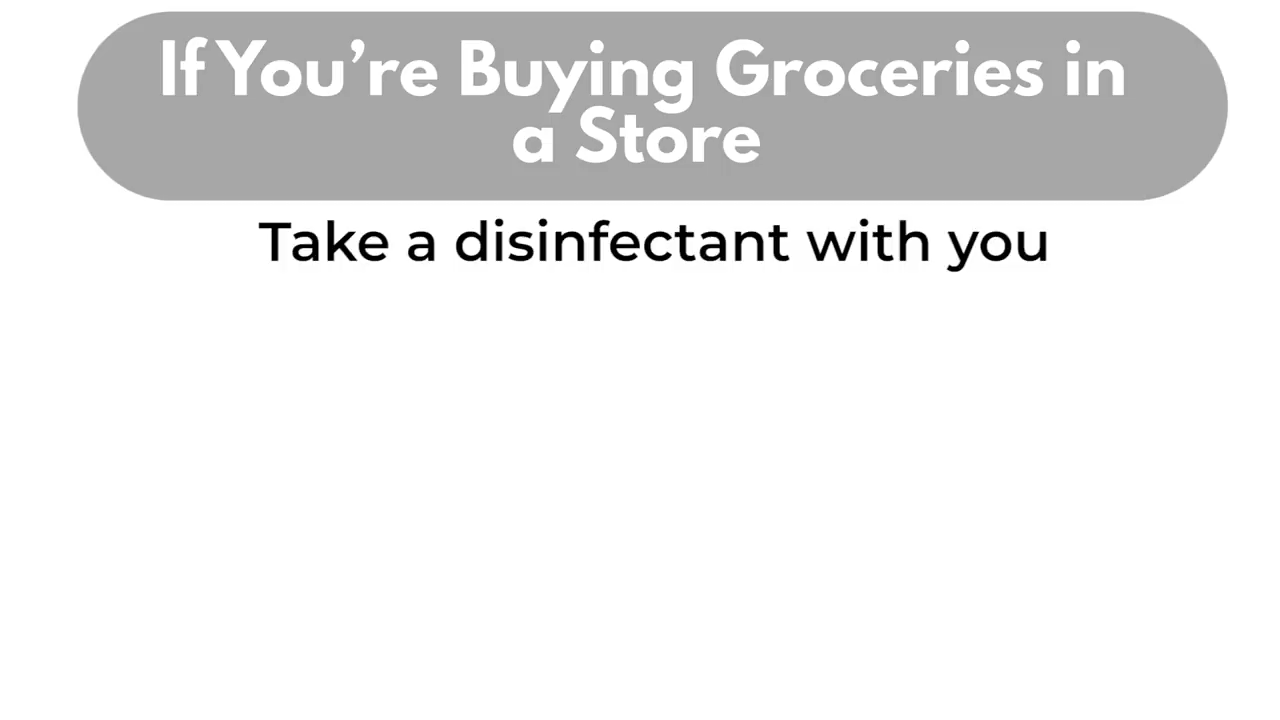 If You’re Buying Groceries in
a Store
Take a disinfectant with you